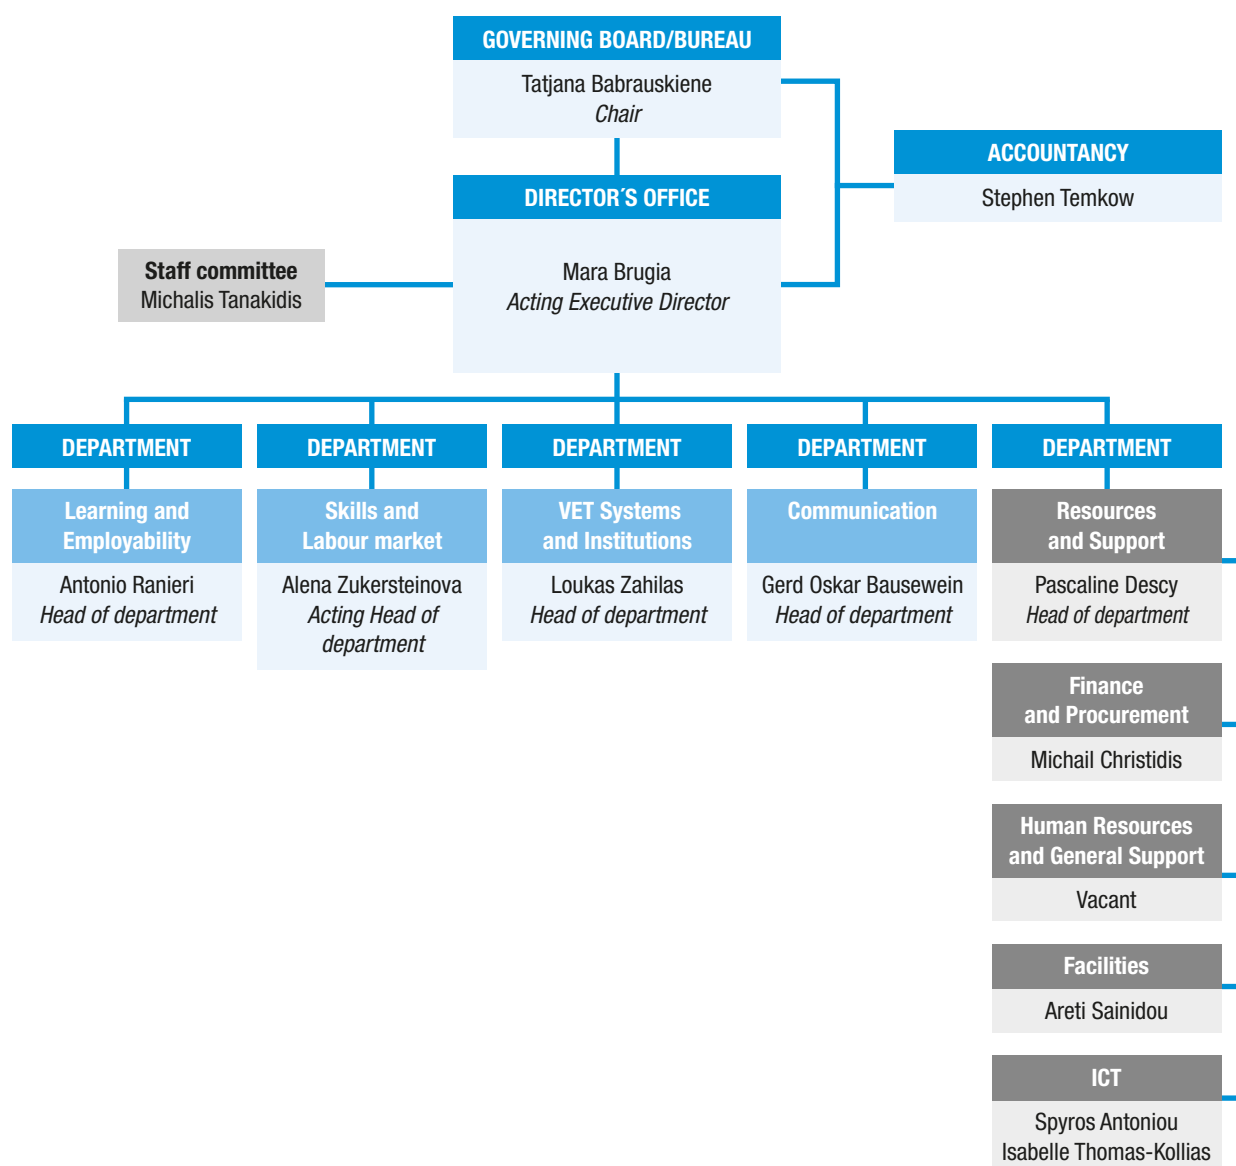 GOVERNING BOARD/BUREAU
Tatjana Babrauskiene
Chair
ACCOUNTANCY
Stephen Temkow
DIRECTOR´S OFFICE
Mara Brugia
Acting Executive Director
Staff committee
Michalis Tanakidis
DEPARTMENT
Learning and
Employability
Antonio Ranieri
Head of department
DEPARTMENT
Skills and
Labour market
Alena Zukersteinova
Acting Head of
department
DEPARTMENT
VET Systems
and Institutions
Loukas Zahilas
Head of department
DEPARTMENT
Communication
Gerd Oskar Bausewein
Head of department
DEPARTMENT
Resources
and Support
Pascaline Descy
Head of department
Finance
and Procurement
Michail Christidis
Human Resources
and General Support
Vacant
Facilities
Areti Sainidou
ICT
Spyros Antoniou
Isabelle Thomas-Kollias